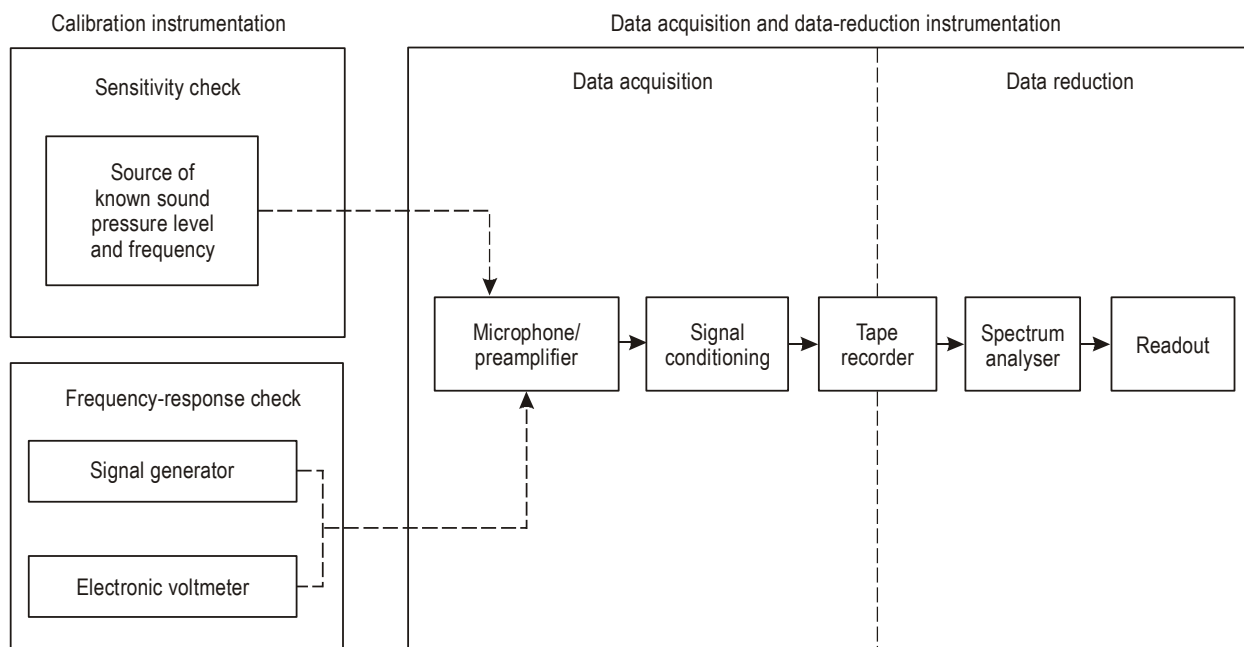 Calibration instrumentation
Sensitivity check
Source of
known sound
pressure level
and frequency
Frequency-response check
Signal generator
Electronic voltmeter
Data acquisition and data-reduction instrumentation
Data acquisition
Data reduction
Microphone/
preamplifier
Signal
conditioning
Tape
recorder
Spectrum
analyser
Readout